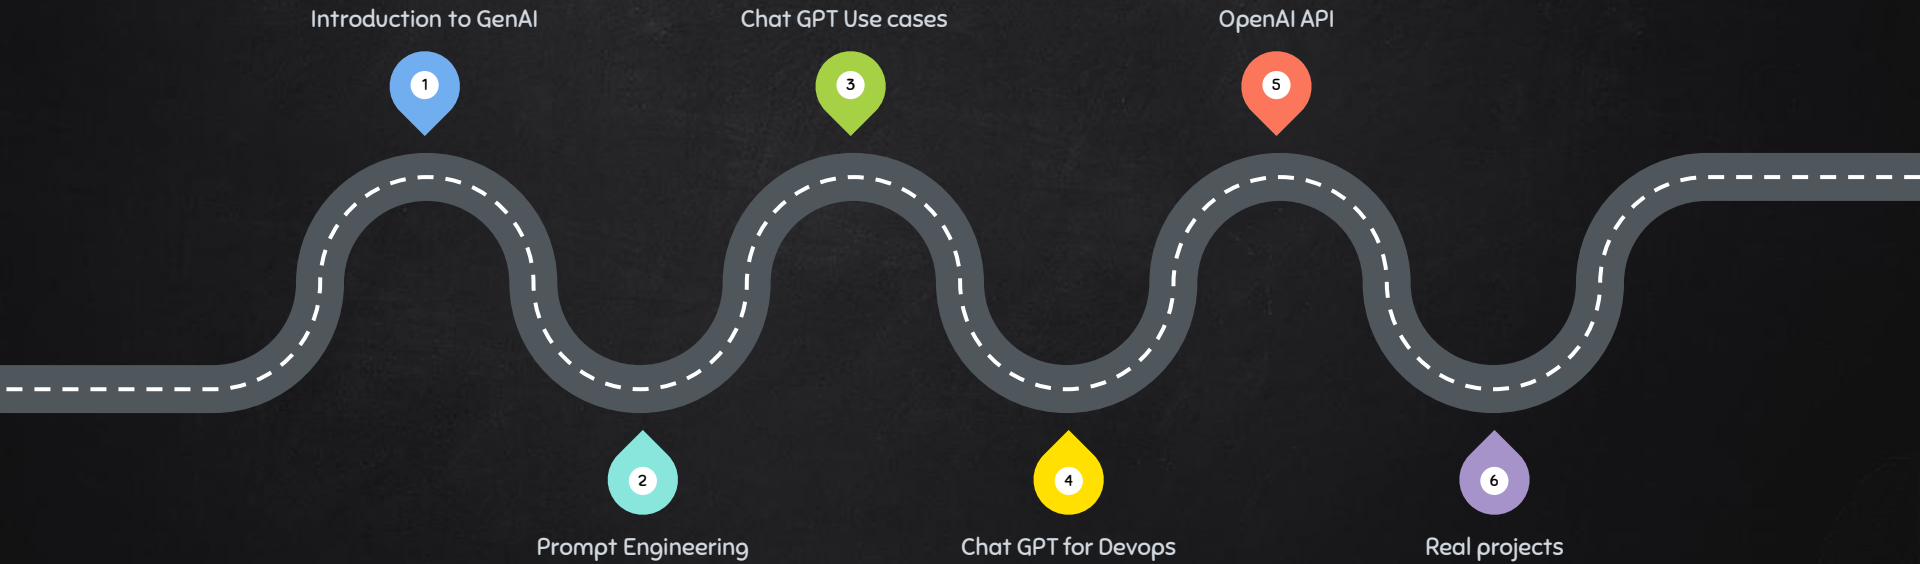 Introduction to GenAI
Chat GPT Use cases
OpenAI API
1
3
5
2
4
6
Prompt Engineering
Chat GPT for Devops
Real projects